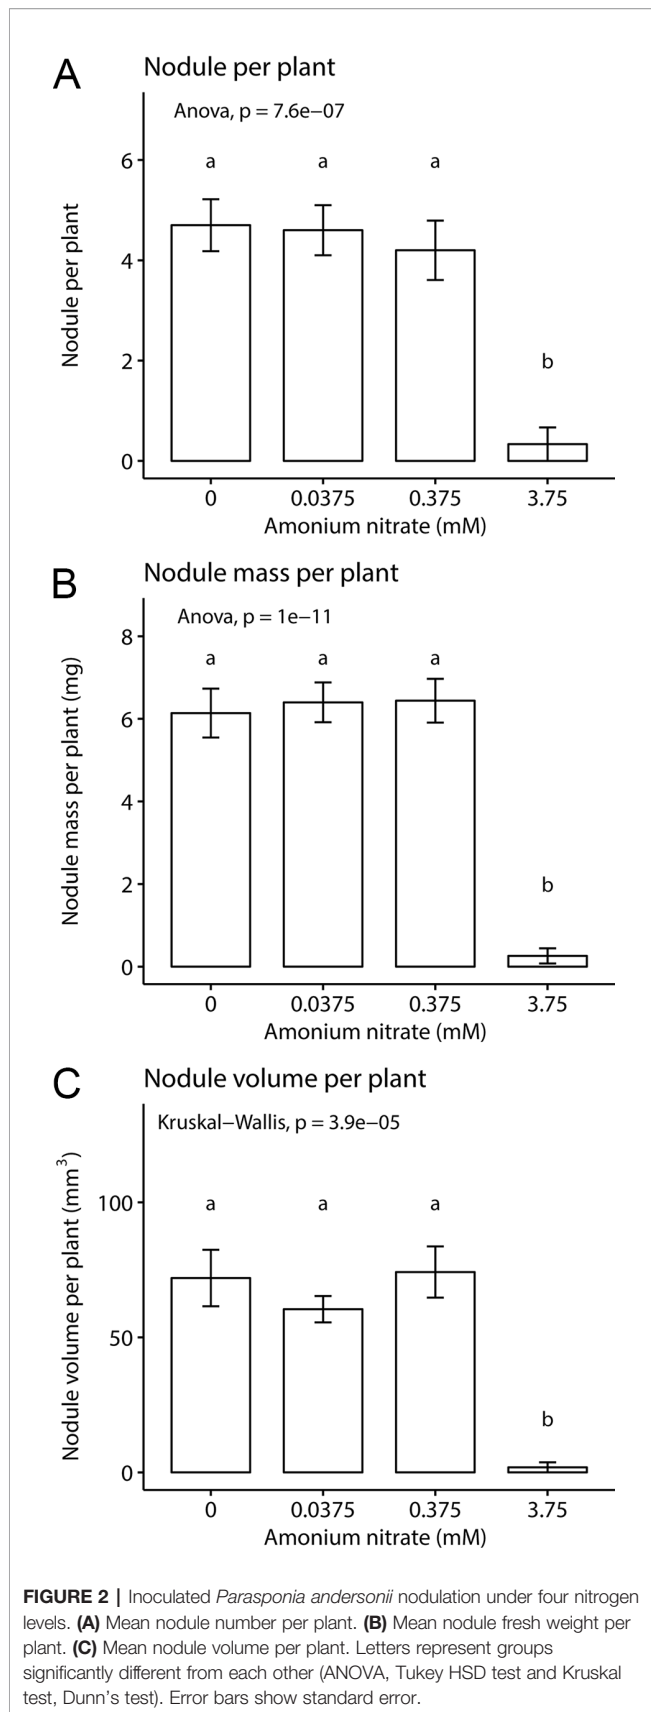 A
Nodule per plant
Anova, p = 7.6e−07
a a a
b
Nodule per plant
6
4
2
0
0 0.0375 0.375 3.75
Amonium nitrate (mM)
B
Nodule mass per plant
Anova, p = 1e−11
a a a
b
Nodule mass per plant (mg)
8
6
4
2
0
0 0.0375 0.375 3.75
Amonium nitrate (mM)
C
Nodule volume per plant
Kruskal−Wallis, p = 3.9e−05
a a a
b
Nodule volume per plant (mm³)
100
50
0
0 0.0375 0.375 3.75
Amonium nitrate (mM)
FIGURE 2 | Inoculated Parasponia andersonii nodulation under four nitrogen
levels. (A) Mean nodule number per plant. (B) Mean nodule fresh weight per
plant. (C) Mean nodule volume per plant. Letters represent groups
significantly different from each other (ANOVA, Tukey HSD test and Kruskal
test, Dunn’s test). Error bars show standard error.